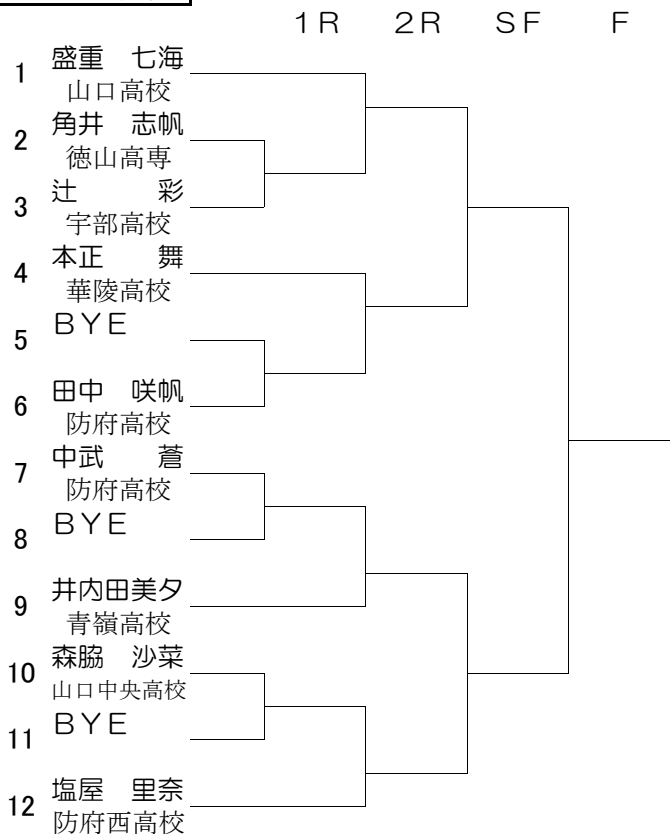 1R 2R SF F
1 盛重 七海
山口高校
2 角井 志帆
徳山高専
3 辻 彩
宇部高校
4 本正 舞
華陵高校
5 BYE
6 田中 咲帆
防府高校
7 中武 蒼
防府高校
8 BYE
9 井内田美夕
青嶺高校
10 森脇 沙菜
山口中央高校
11 BYE
12 塩屋 里奈
防府西高校